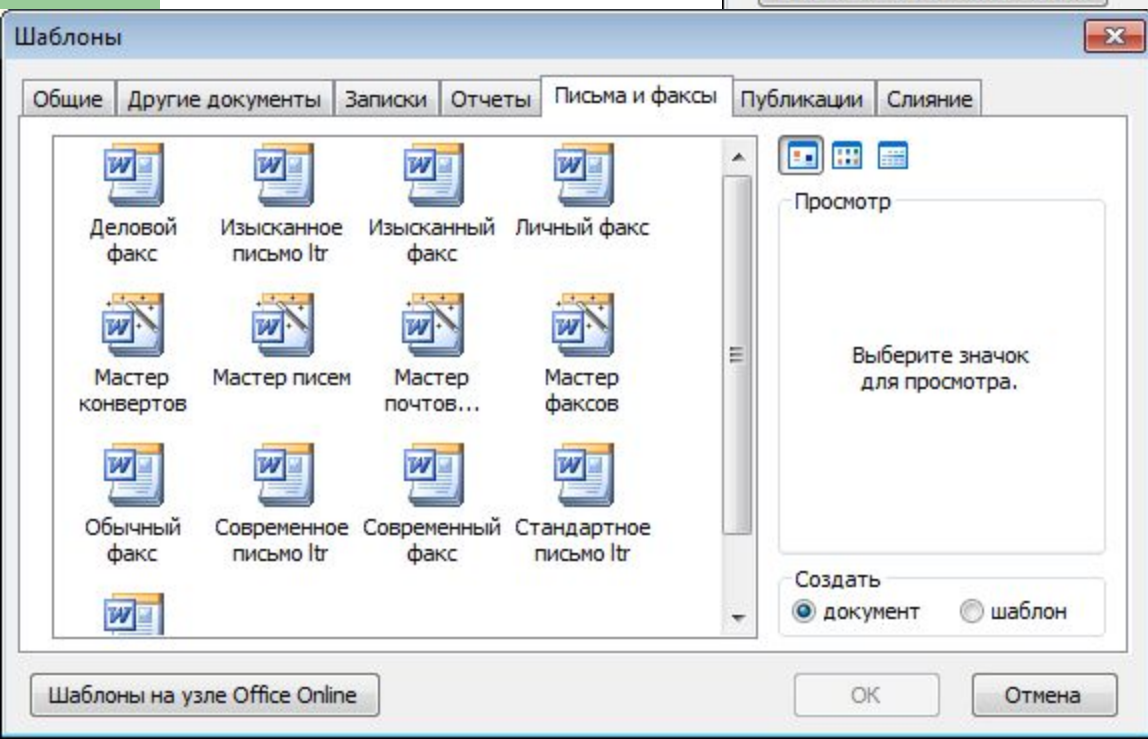 Шаблоны
Общие Другие документы Записки Отчеты Письма и факсы Публикации Слияние
Деловой факс
Изысканное письмо ltr
Изысканный факс
Личный факс
Мастер конвертов
Мастер писем
Мастер почтов...
Мастер факсов
Обычный факс
Современное письмо ltr
Современный факс
Стандартное письмо ltr
Просмотр
Выберите значок
для просмотра.
Создать
документ шаблон
Шаблоны на узле Office Online
OK Отмена